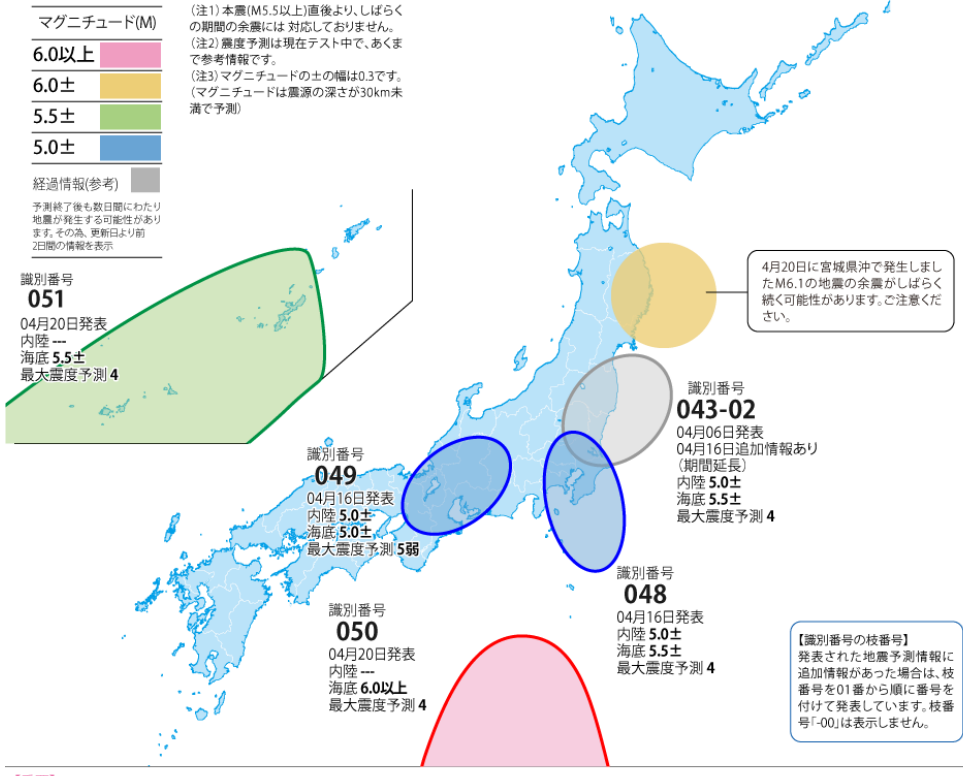 マグニチュード(M)
6.0以上
6.0±
5.5±
5.0±
経過情報(参考)
予測終了後も数日間にわたり
地震が発生する可能性があり
ます。その為、更新日より前
2日間の情報を表示
(注1)本震(M5.5以上)直後より、しばらく
の期間の余震には 対応しておりません。
(注2)震度予測は現在テスト中で、あくま
で参考情報です。
(注3)マグニチュードの±の幅は0.3です。
(マグニチュードは震源の深さが30km未
満で予測)
識別番号
051
04月20日発表
内陸 ---
海底 5.5±
最大震度予測 4
4月20日に宮城県沖で発生しまし
たM6.1の地震の余震がしばらく
続く可能性があります。ご注意くだ
さい。
識別番号
043-02
04月06日発表
04月16日追加情報あり
(期間延長)
内陸 5.0±
海底 5.5±
最大震度予測 4
識別番号
049
04月16日発表
内陸 5.0±
海底 5.0±
最大震度予測 5弱
識別番号
048
04月16日発表
内陸 5.0±
海底 5.5±
最大震度予測 4
識別番号
050
04月20日発表
内陸 ---
海底 6.0以上
最大震度予測 4
【識別番号の枝番号】
発表された地震予測情報に
追加情報があった場合は、枝
番号を01番から順に番号を
付けて発表しています。枝番
号「-00」は表示しません。